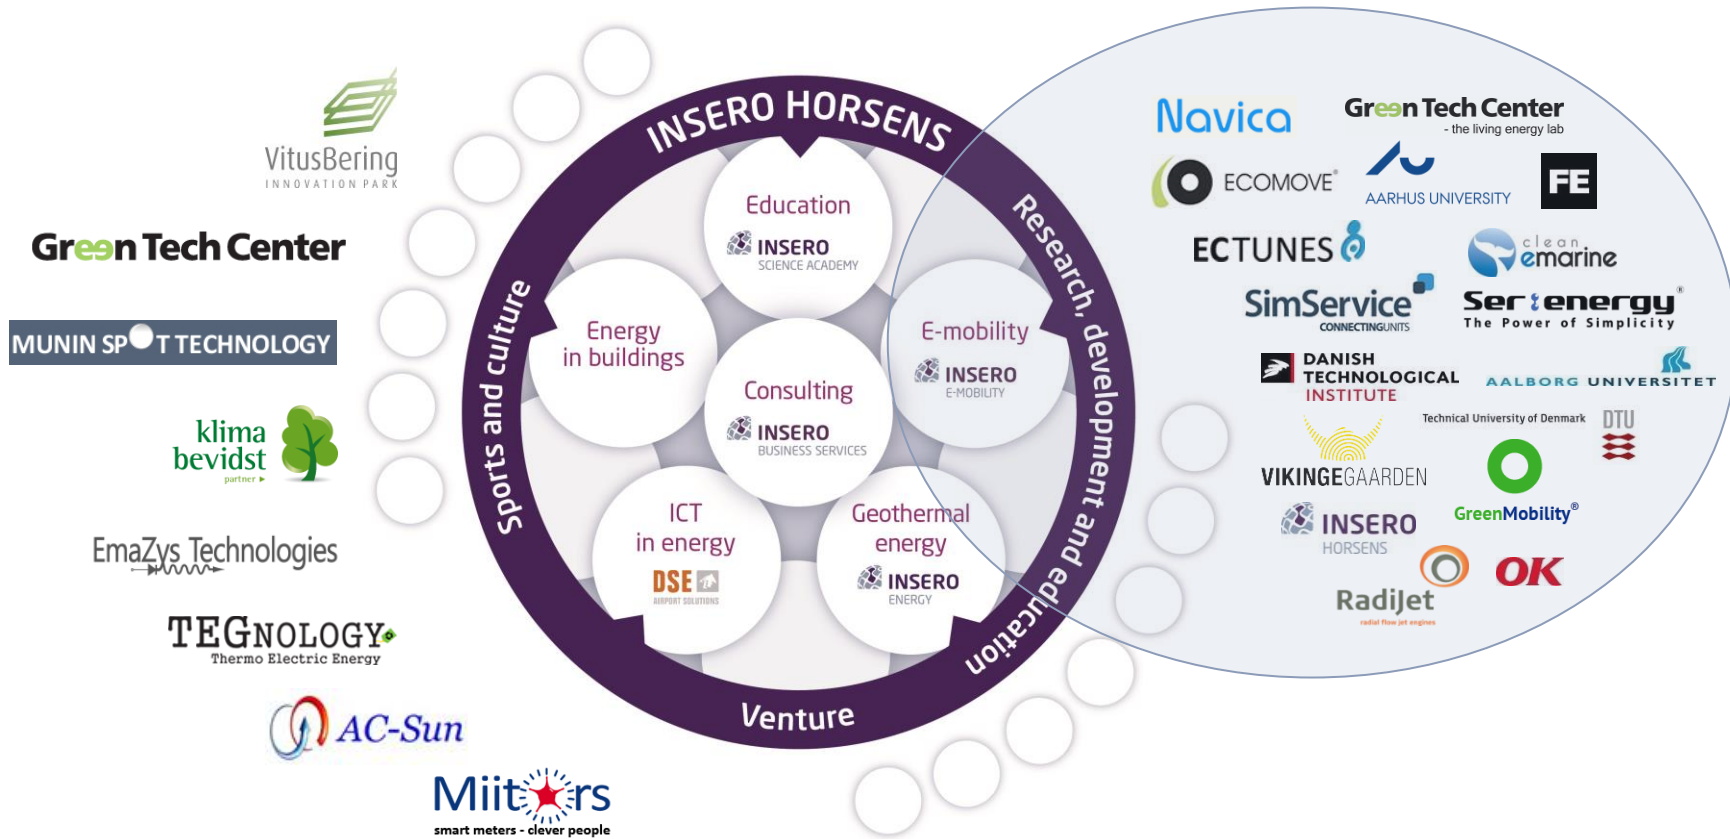 INSERO HORSENS
Research, development and education
Venture
Sports and culture
Education
INSERO
SCIENCE ACADEMY
Energy
in buildings
E-mobility
INSERO
E-MOBILITY
Consulting
INSERO
BUSINESS SERVICES
ICT
in energy
DSE
AIRPORT SOLUTIONS
Geothermal
energy
INSERO
ENERGY
VitusBering
INNOVATION PARK
Green Tech Center
MUNIN SPOT TECHNOLOGY
klima
bevidst
partner
EmaZys Technologies
TEGNOLOGY
Thermo Electric Energy
AC-Sun
Miitors
smart meters - clever people
Navica
Green Tech Center
- the living energy lab
ECOMOVE®
AARHUS UNIVERSITY
FE
ECTUNES
clean
emarine
SimService
CONNECTINGUNITS
Serenergy®
The Power of Simplicity
DANISH
TECHNOLOGICAL
INSTITUTE
AALBORG UNIVERSITET
Technical University of Denmark
DTU
VIKINGEGAARDEN
GreenMobility®
INSERO
HORSENS
RadiJet
radial flow jet engines
OK